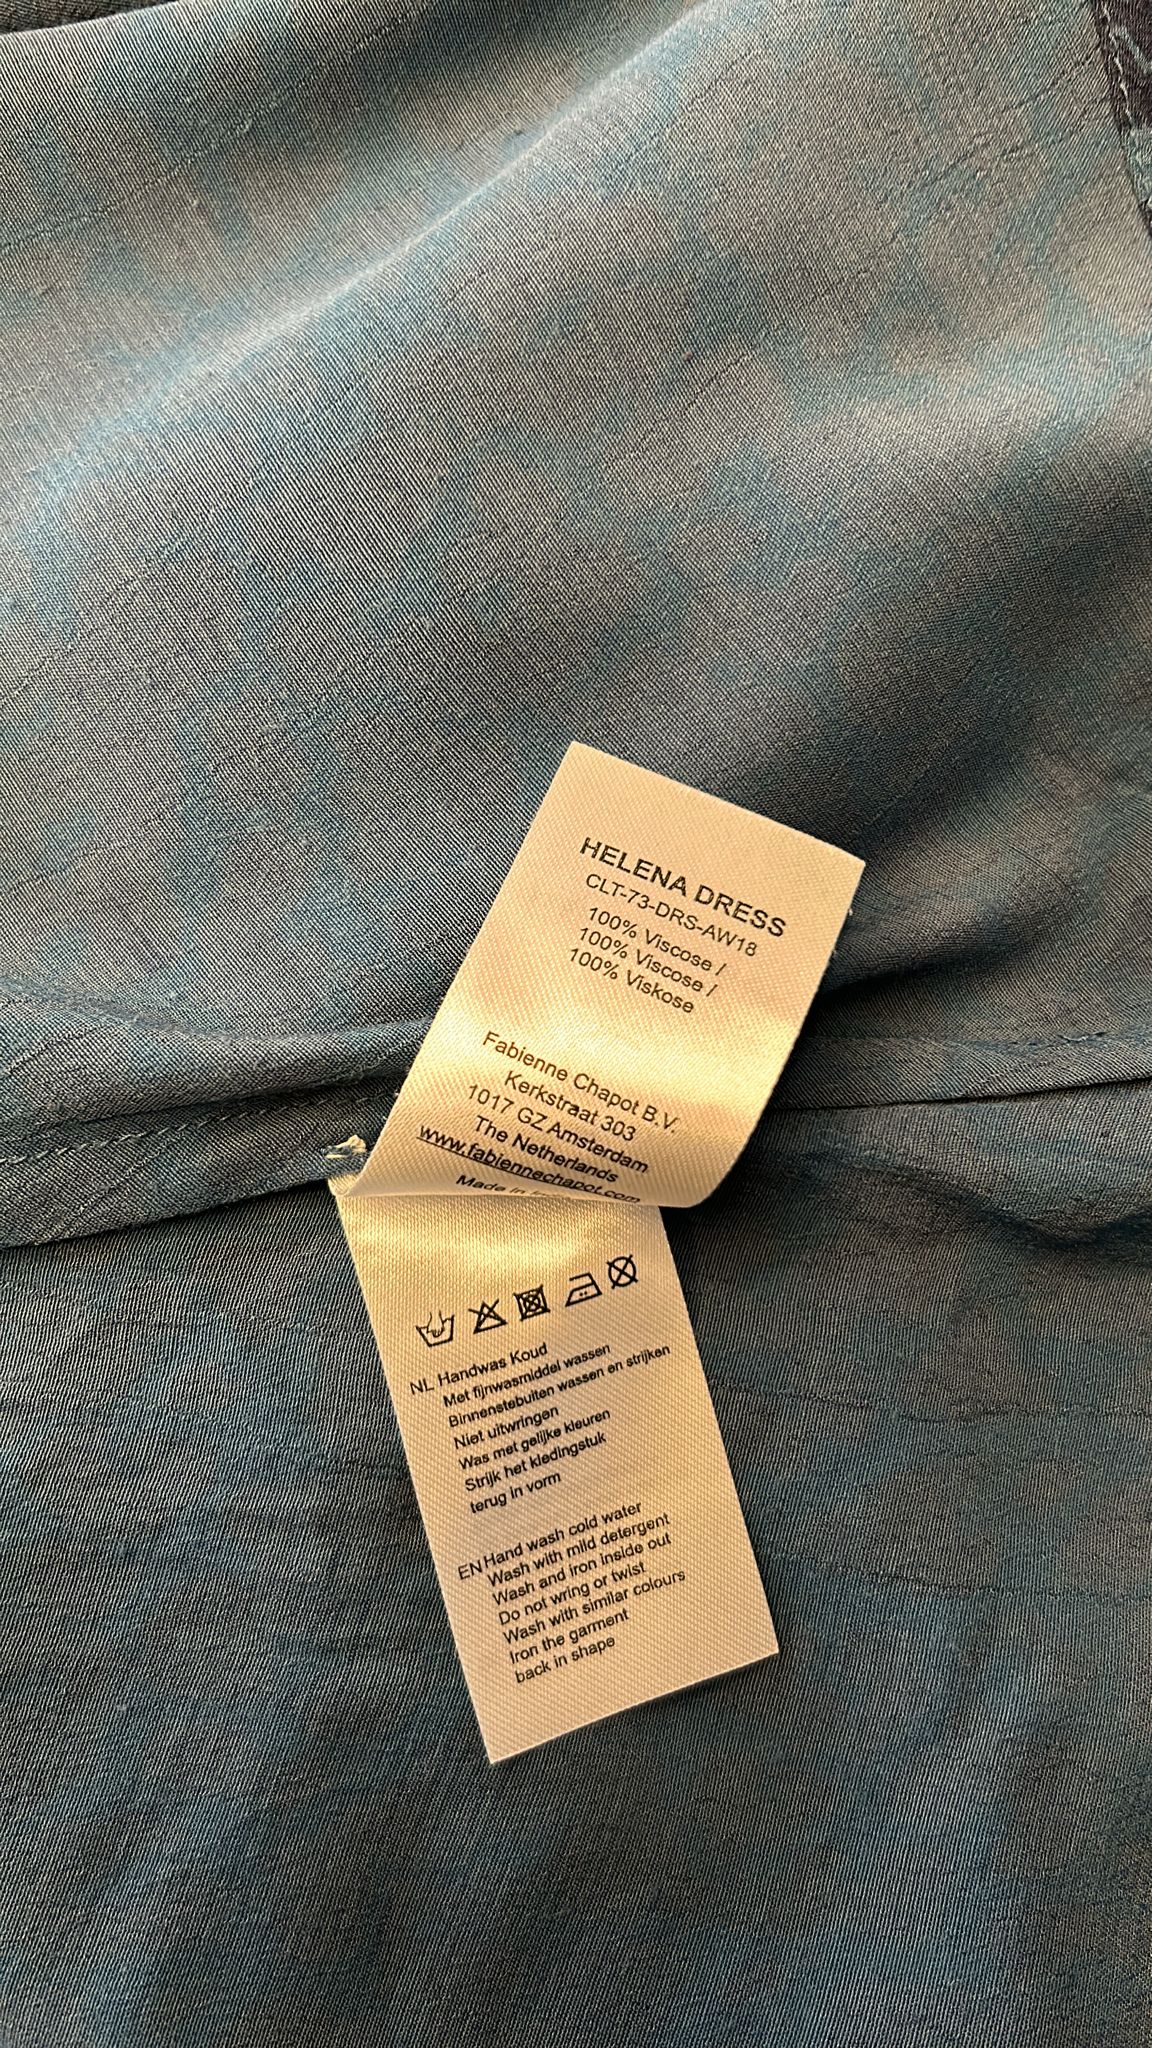 HELENA DRESS
CLT-73-DRS-AW18
100% Viscose /
100% Viscose /
100% Viskose
Fabienne Chapot B.V.
Kerkstraat 303
1017 GZ Amsterdam
The Netherlands
www.fabiennechapot.com
Made in
NL Handwas Koud
Met fijnwasmiddel wassen
Binnenstebuiten wassen en strijken
Niet uitwringen
Was met gelijke kleuren
Strijk het kledingstuk
terug in vorm
EN Hand wash cold water
Wash with mild detergent
Wash and iron inside out
Do not wring or twist
Wash with similar colours
Iron the garment
back in shape